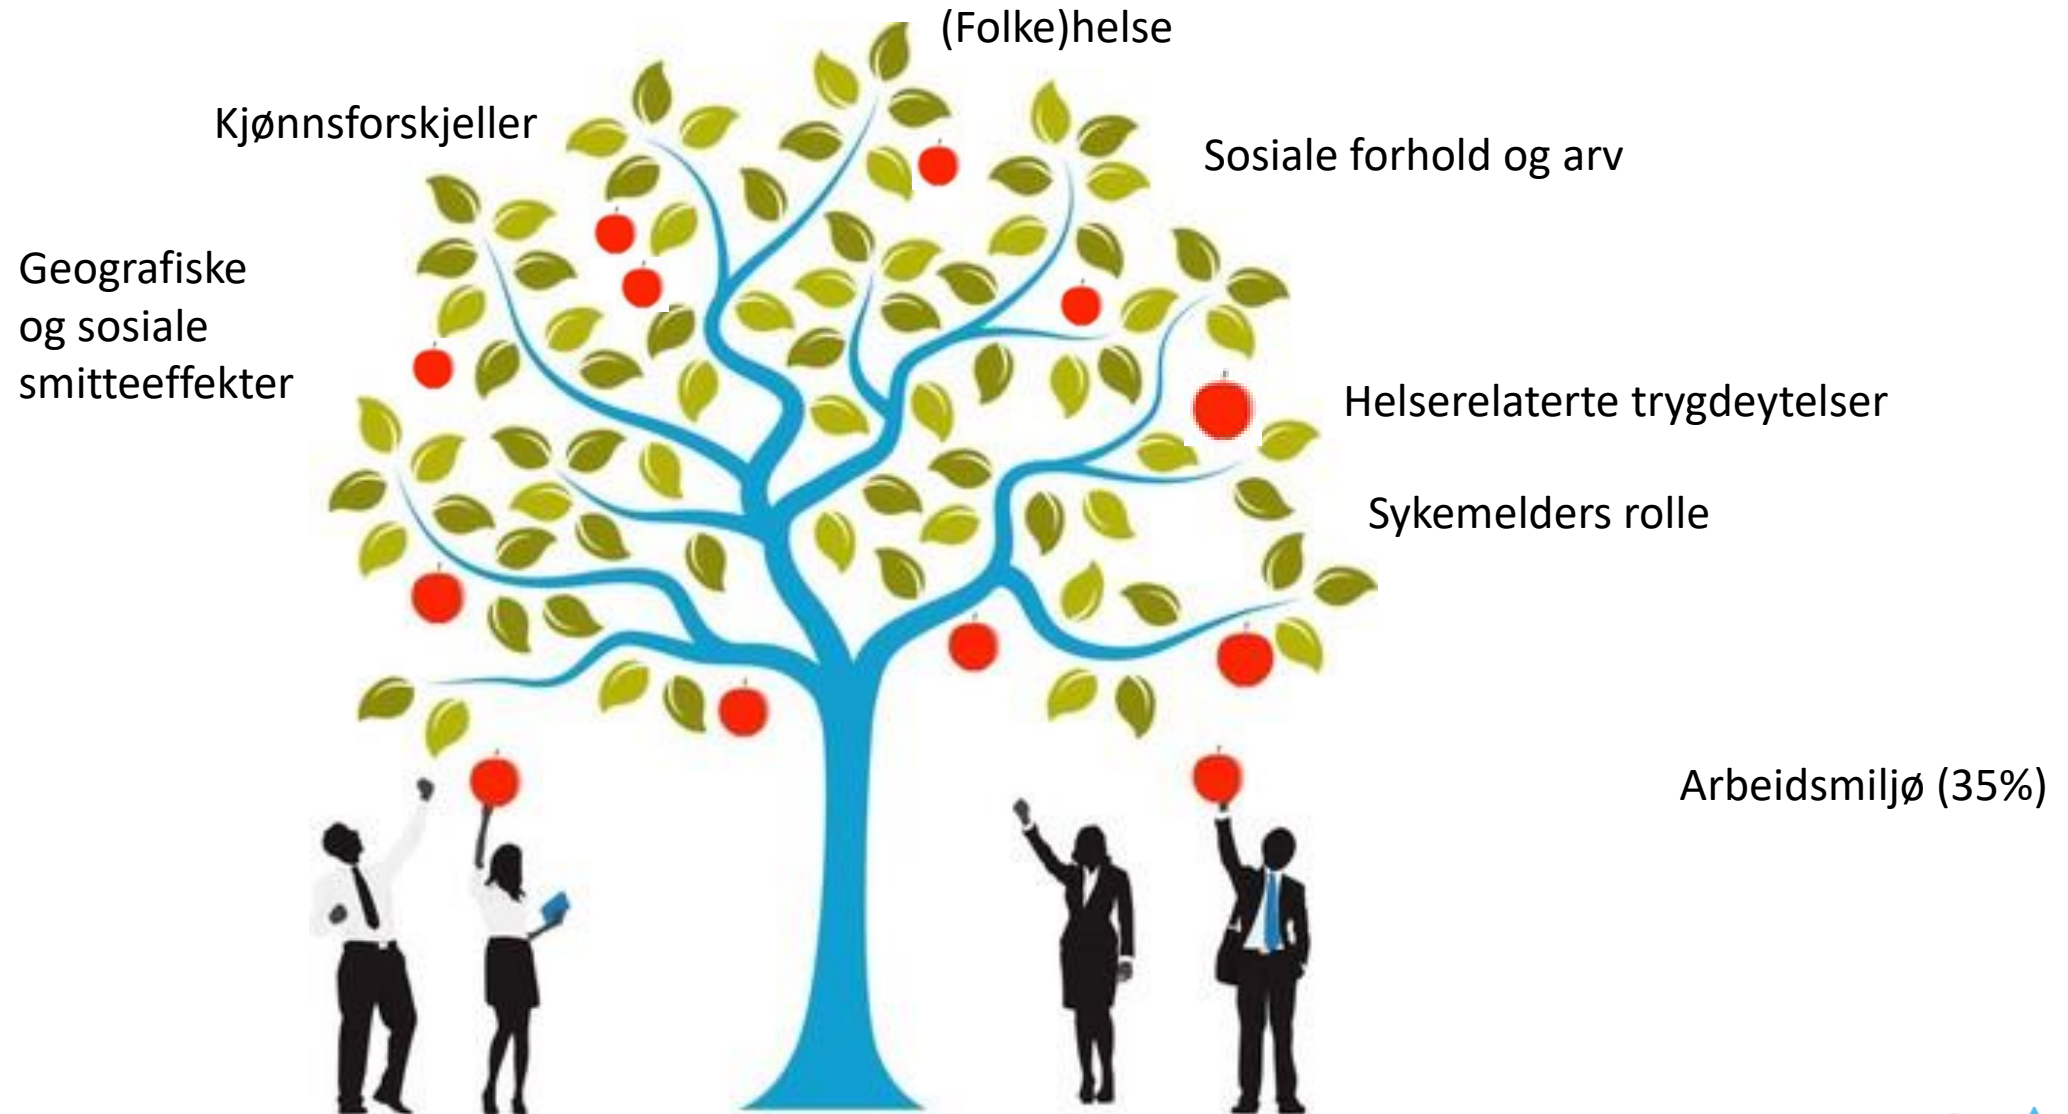 (Folke)helse
Kjønnsforskjeller
Sosiale forhold og arv
Geografiske
og sosiale
smitteeffekter
Helserelaterte trygdeytelser
Sykemelders rolle
Arbeidsmiljø (35%)